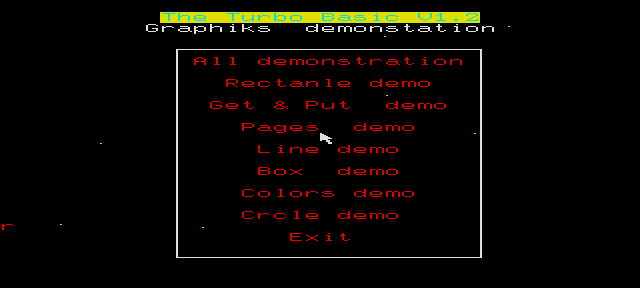 The Turbo Basic V1.2
Graphiks demonstation
All demonstration
Rectanle demo
Get & Put demo
Pages demo
Line demo
Box demo
Colors demo
Crcle demo
r
Exit